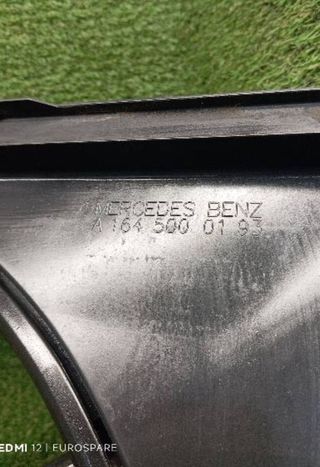 MERCEDES BENZ
A 164 500 01 93
EDMI 12 | EUROSPARE